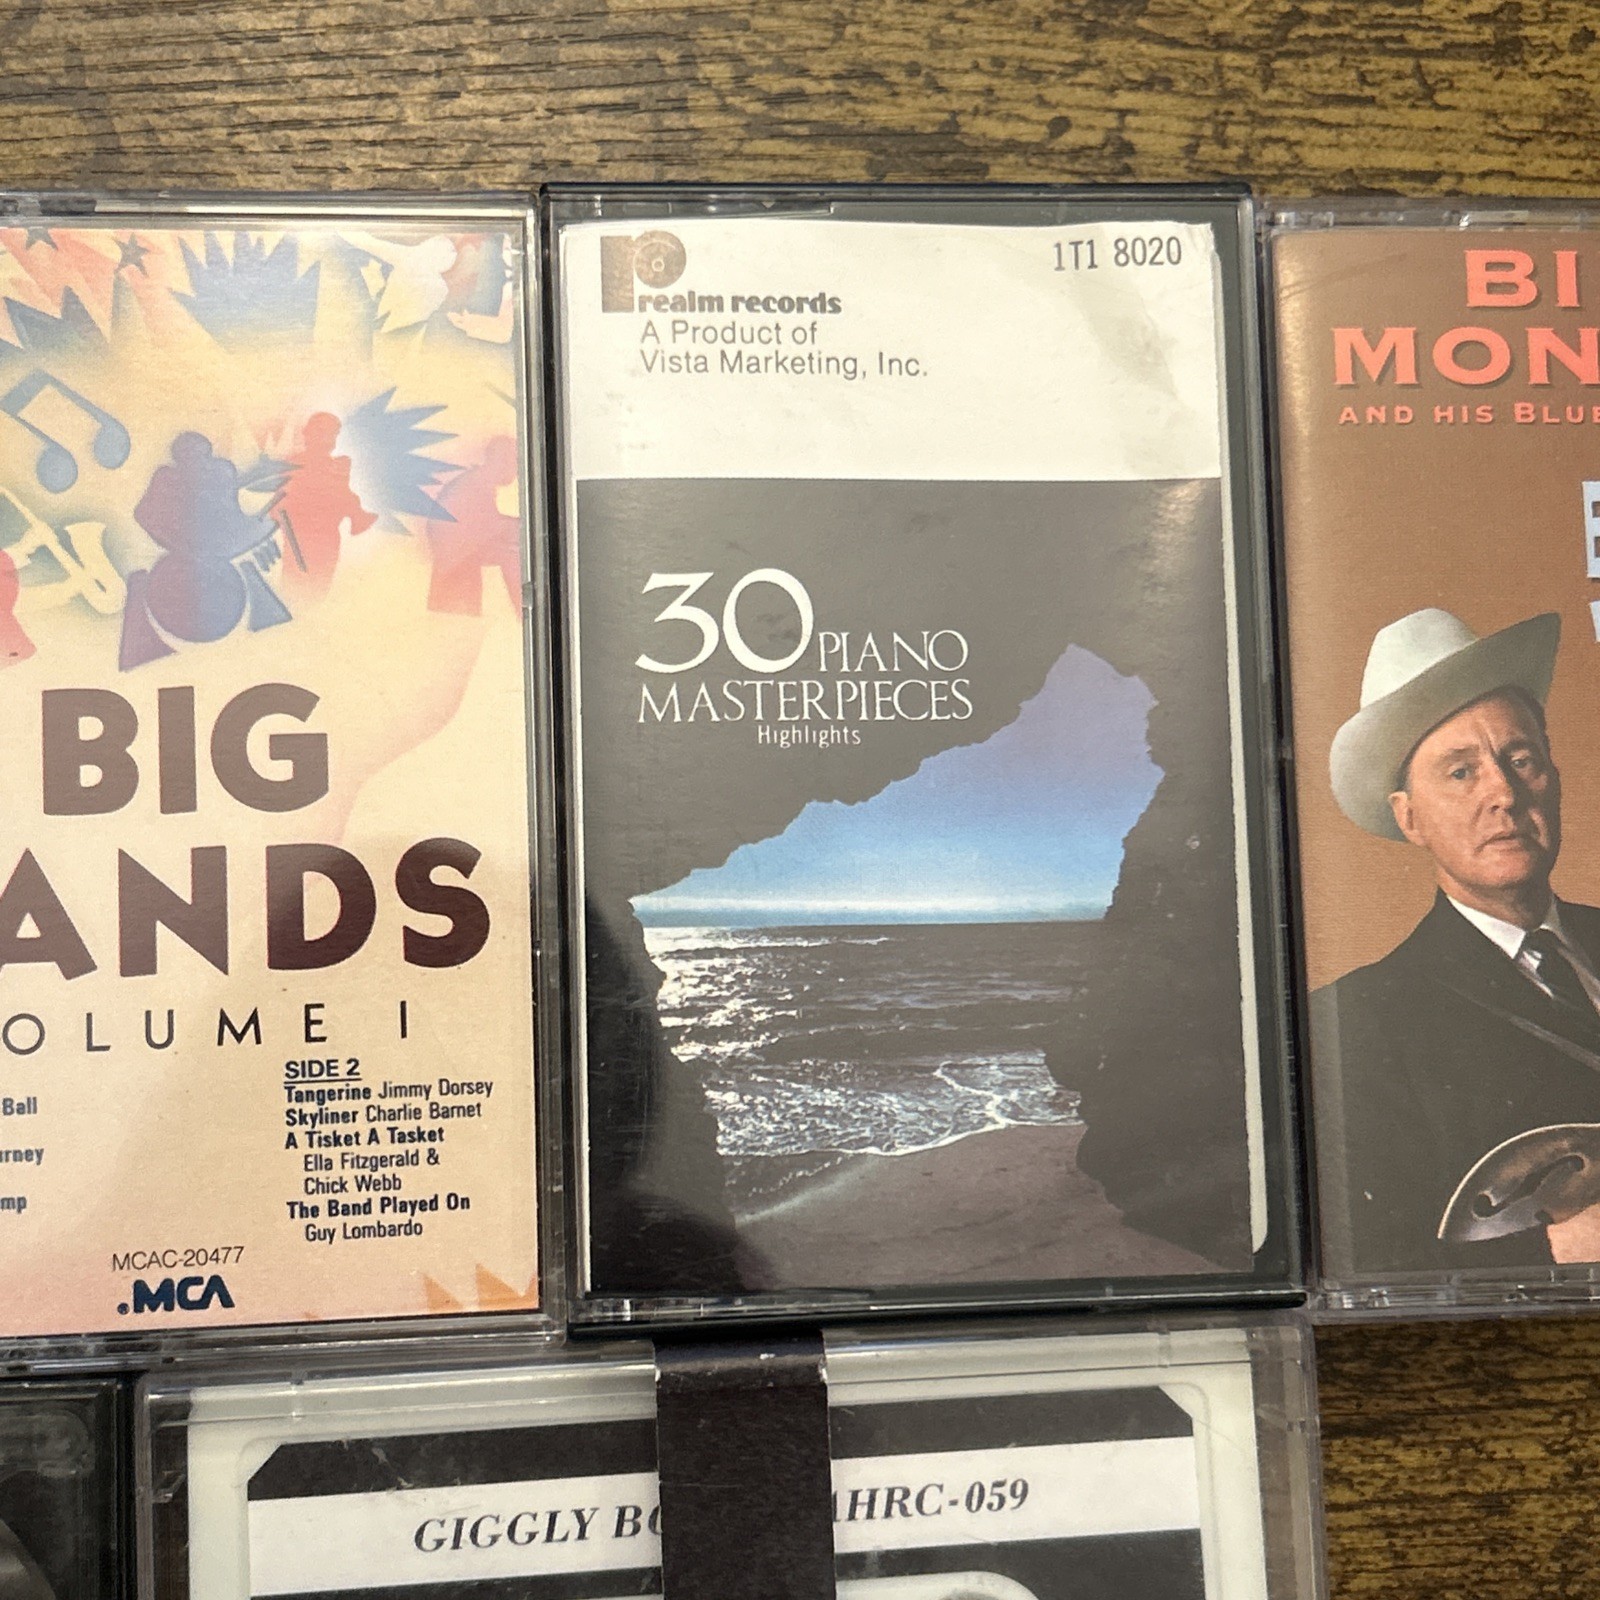 BIG
ANDS
OLUME I
Ball
rney
mp
SIDE 2
Tangerine Jimmy Dorsey
Skyliner Charlie Barnet
A Tisket A Tasket
Ella Fitzgerald &
Chick Webb
The Band Played On
Guy Lombardo
MCAC-20477
MCA
realm records
A Product of
Vista Marketing, Inc.
1T1 8020
30 PIANO
MASTERPIECES
Highlights
BI
MON
AND HIS BLUE
GIGGLY BO
HRC-059